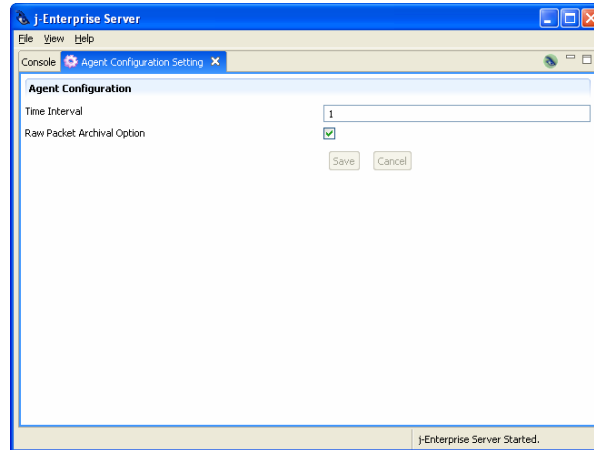 j-Enterprise Server
File View Help
Console Agent Configuration Setting
Agent Configuration
Time Interval 1
Raw Packet Archival Option
Save Cancel
j-Enterprise Server Started.